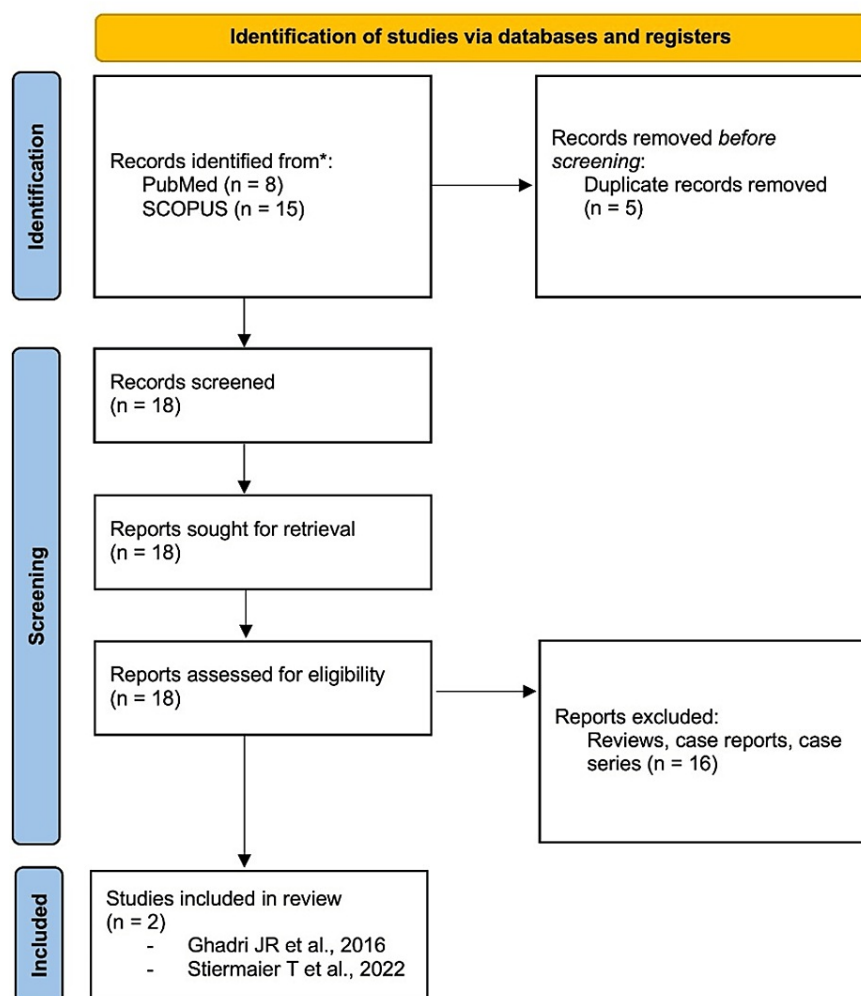 Identification of studies via databases and registers
Identification
Records identified from*:
PubMed (n = 8)
SCOPUS (n = 15)
Records removed before
screening:
Duplicate records removed
(n = 5)
Screening
Records screened
(n = 18)
Reports sought for retrieval
(n = 18)
Reports assessed for eligibility
(n = 18)
Reports excluded:
Reviews, case reports, case
series (n = 16)
Included
Studies included in review
(n = 2)
- Ghadri JR et al., 2016
- Stiermaier T et al., 2022